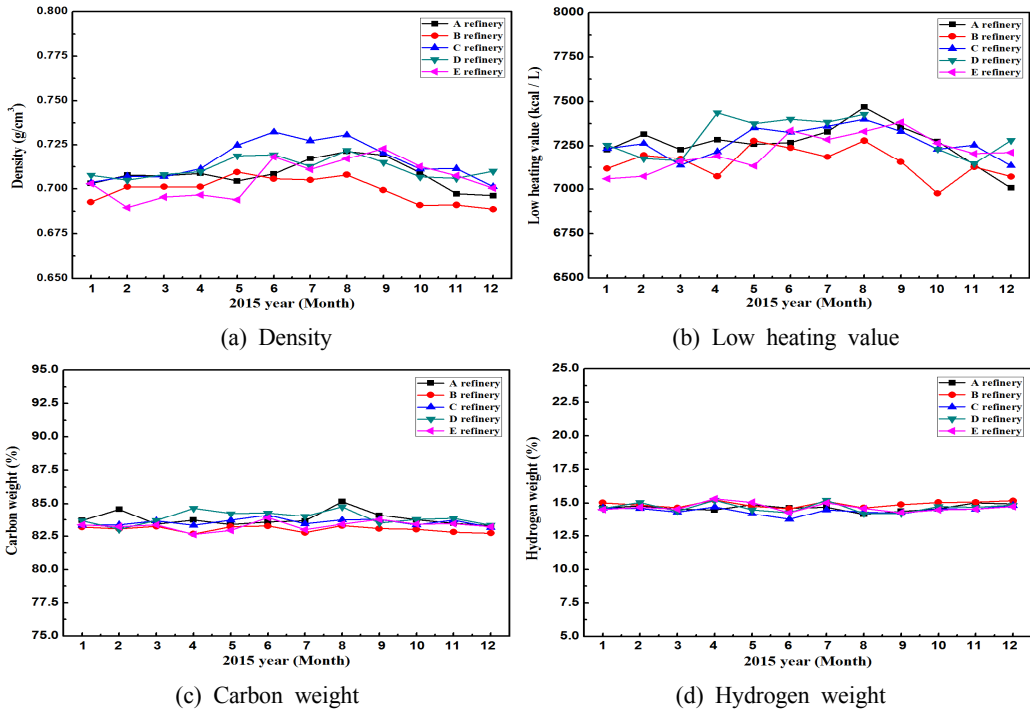 0.800
0.775
0.750
0.725
0.700
0.675
0.650
Density (g/cm³)
A refinery
B refinery
C refinery
D refinery
E refinery
1 2 3 4 5 6 7 8 9 10 11 12
2015 year (Month)
(a) Density
8000
7750
7500
7250
7000
6750
6500
Low heating value (kcal / L)
A refinery
B refinery
C refinery
D refinery
E refinery
1 2 3 4 5 6 7 8 9 10 11 12
2015 year (Month)
(b) Low heating value
95.0
92.5
90.0
87.5
85.0
82.5
80.0
77.5
75.0
Carbon weight (%)
A refinery
B refinery
C refinery
D refinery
E refinery
1 2 3 4 5 6 7 8 9 10 11 12
2015 year (Month)
(c) Carbon weight
25.0
22.5
20.0
17.5
15.0
12.5
10.0
7.5
5.0
Hydrogen weight (%)
A refinery
B refinery
C refinery
D refinery
E refinery
1 2 3 4 5 6 7 8 9 10 11 12
2015 year (Month)
(d) Hydrogen weight